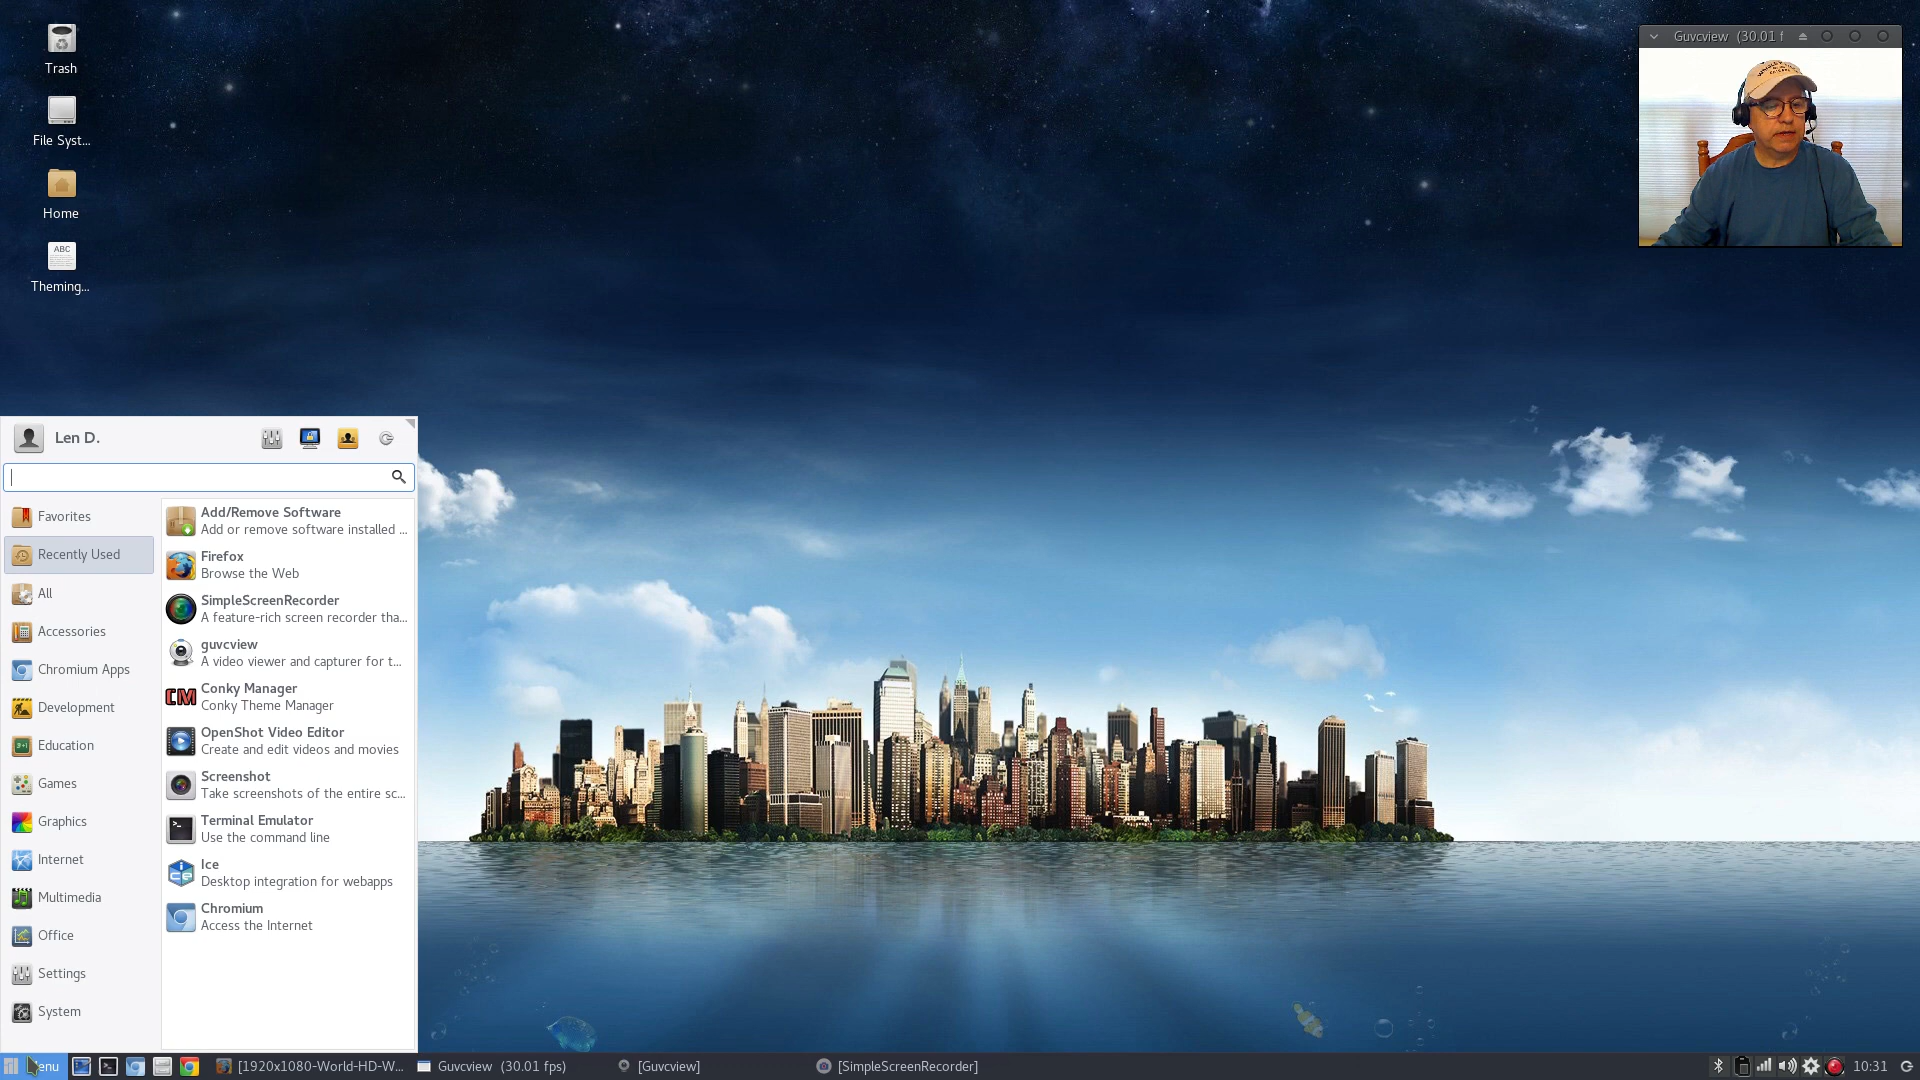 Trash
File Syst...
Home
ABC
Theming...
Guvcview (30.01 f
Len D.
Favorites
Recently Used
All
Accessories
Chromium Apps
Development
Education
Games
Graphics
Internet
Multimedia
Office
Settings
System
Add/Remove Software
Add or remove software installed ...
Firefox
Browse the Web
SimpleScreenRecorder
A feature-rich screen recorder tha...
guvcview
A video viewer and capturer for t...
CM
Conky Manager
Conky Theme Manager
OpenShot Video Editor
Create and edit videos and movies
Screenshot
Take screenshots of the entire sc...
Terminal Emulator
Use the command line
ice
Ice
Desktop integration for webapps
Chromium
Access the Internet
enu
[1920x1080-World-HD-W...
Guvcview (30.01 fps)
[Guvcview]
[SimpleScreenRecorder]
10:31